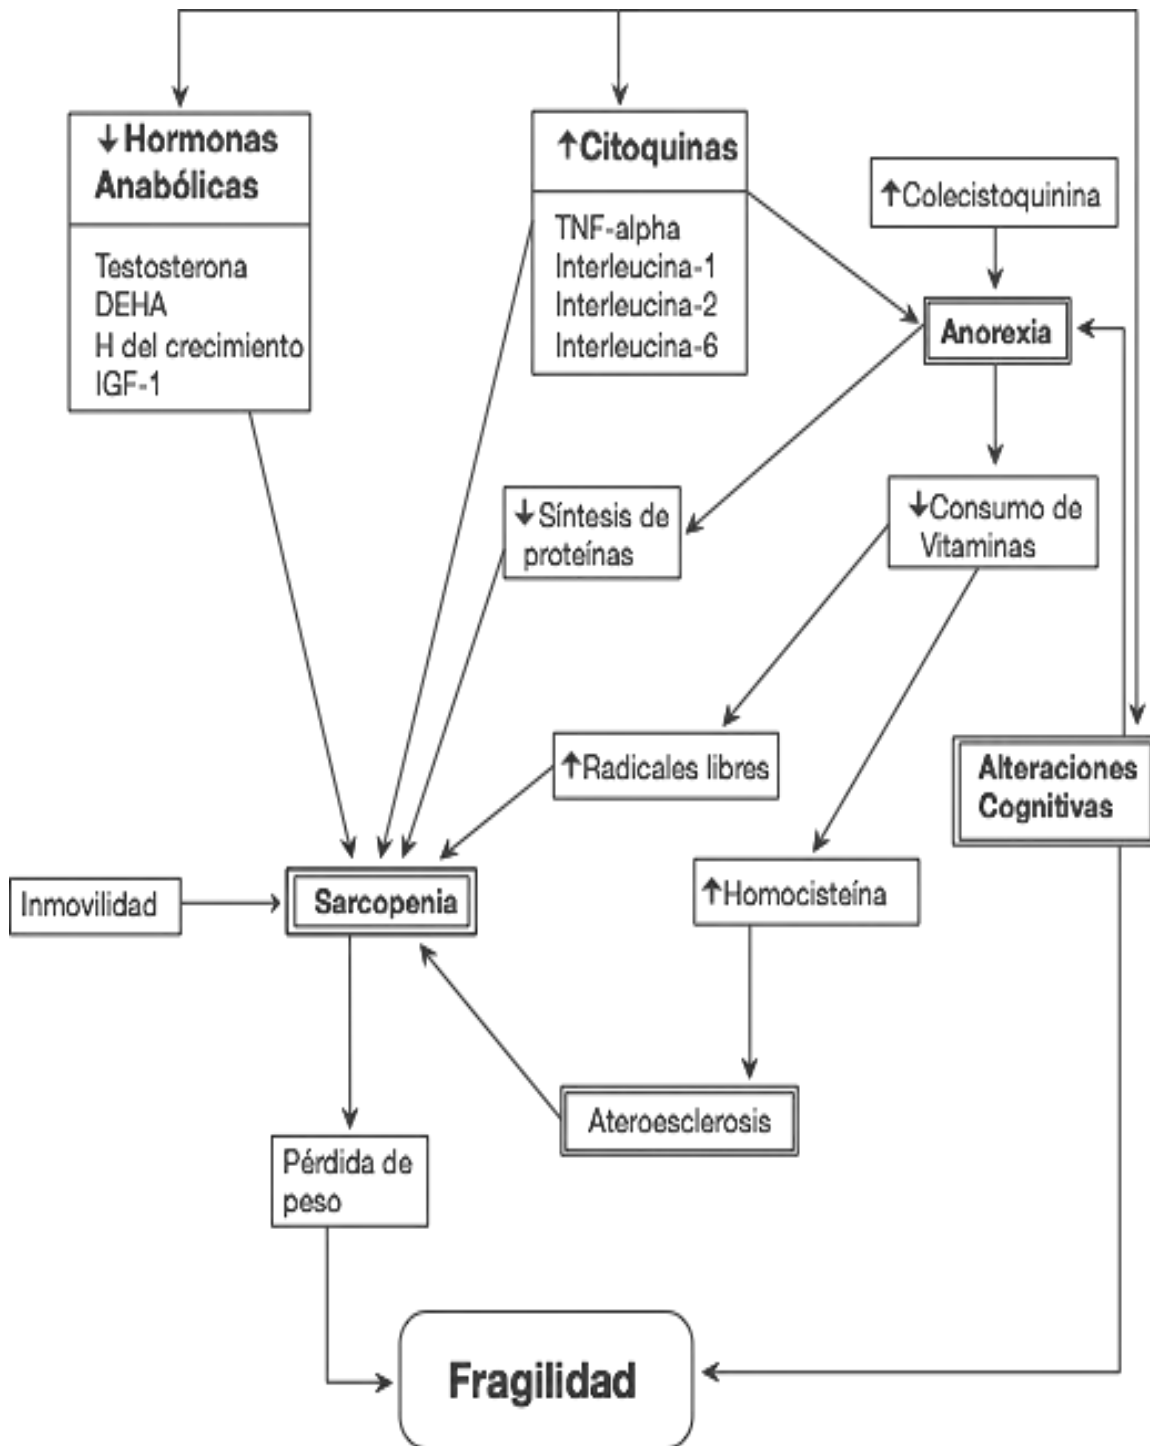 ↓Hormonas
Anabólicas
Testosterona
DEHA
H del crecimiento
IGF-1
↑Citoquinas
TNF-alpha
Interleucina-1
Interleucina-2
Interleucina-6
↑Colecistoquinina
Anorexia
↓Síntesis de
proteínas
↓Consumo de
Vitaminas
↑Radicales libres
Alteraciones
Cognitivas
Inmovilidad
Sarcopenia
↑Homocisteína
Ateroesclerosis
Pérdida de
peso
Fragilidad